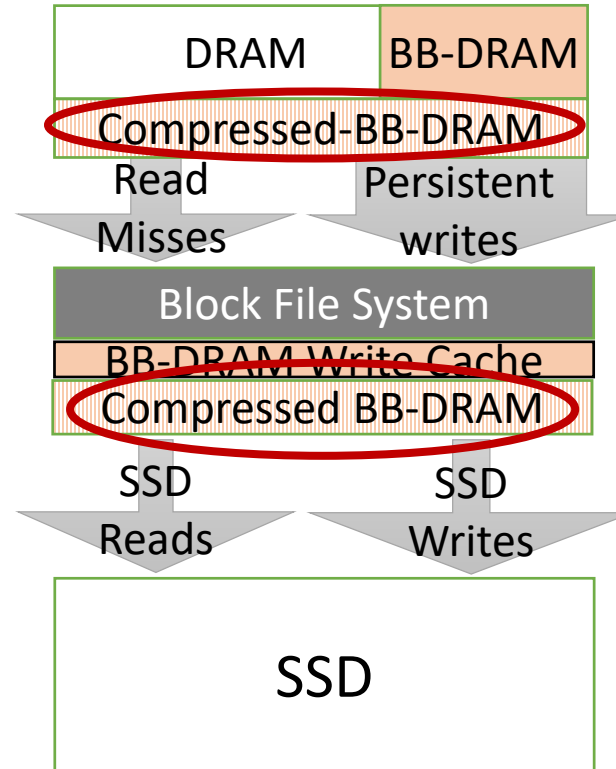 DRAM BB-DRAM
Compressed-BB-DRAM
Read Persistent
Misses writes
Block File System
BB-DRAM Write Cache
Compressed BB-DRAM
SSD SSD
Reads Writes
SSD